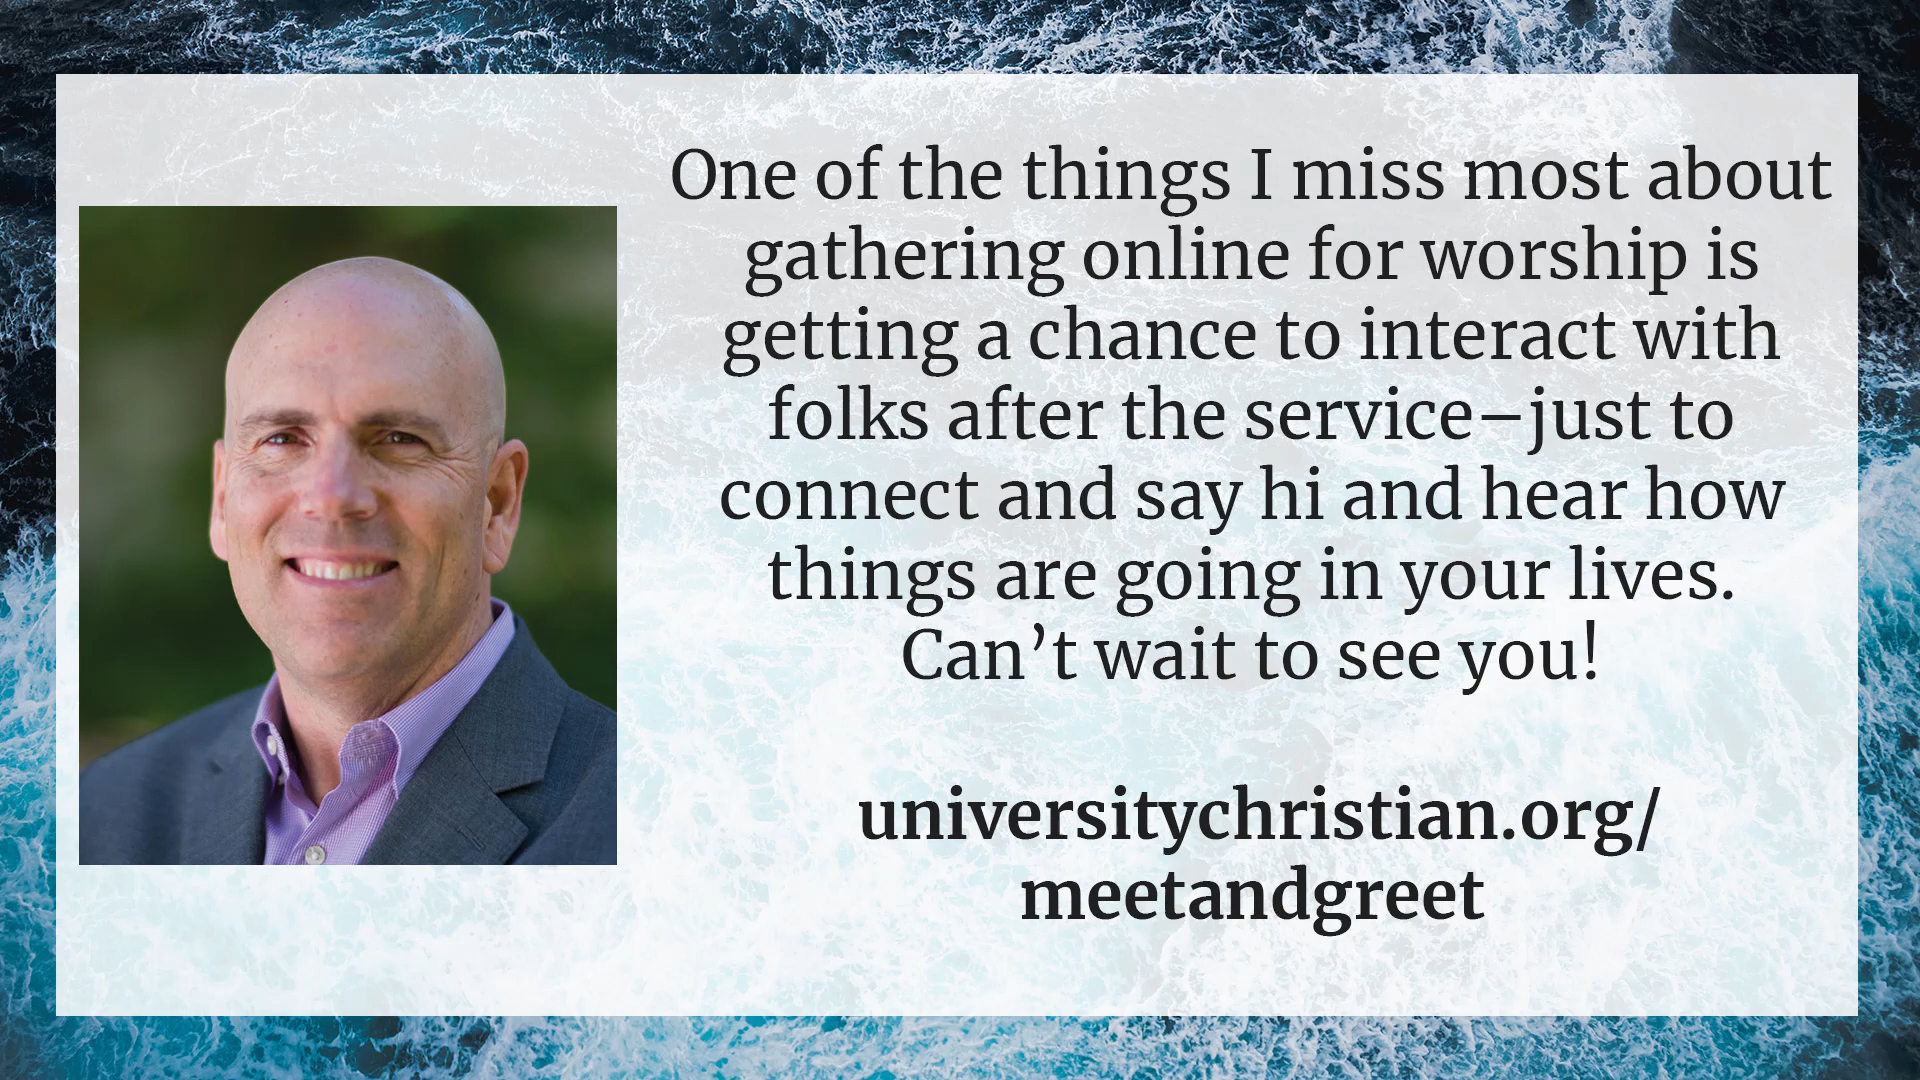 One of the things I miss most about
gathering online for worship is
getting a chance to interact with
folks after the service–just to
connect and say hi and hear how
things are going in your lives.
Can’t wait to see you!
universitychristian.org/
meetandgreet